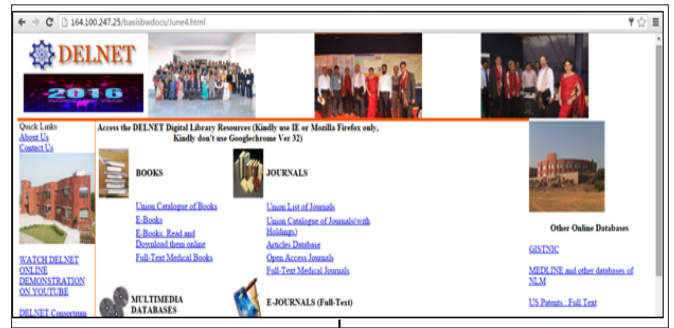 164.100.247.25/basisbwdocs/June4.html
DELNET
2016
Quick Links
About Us
Contact Us
WATCH DELNET
ONLINE
DEMONSTRATION
ON YOUTUBE
DELNET Consortium
Access the DELNET Digital Library Resources (Kindly use IE or Mozilla Firefox only,
Kindly don't use Googlechrome Ver 32)
BOOKS
Union Catalogue of Books
E-Books
E-Books: Read and
Download them online
Full-Text Medical Books
JOURNALS
Union List of Journals
Union Catalogue of Journals(with
Holdings)
Articles Database
Open Access Journals
Full-Text Medical Journals
MULTIMEDIA
DATABASES
E-JOURNALS (Full-Text)
Other Online Databases
GISTNIC
MEDLINE and other databases of
NLM
US Patents : Full Text